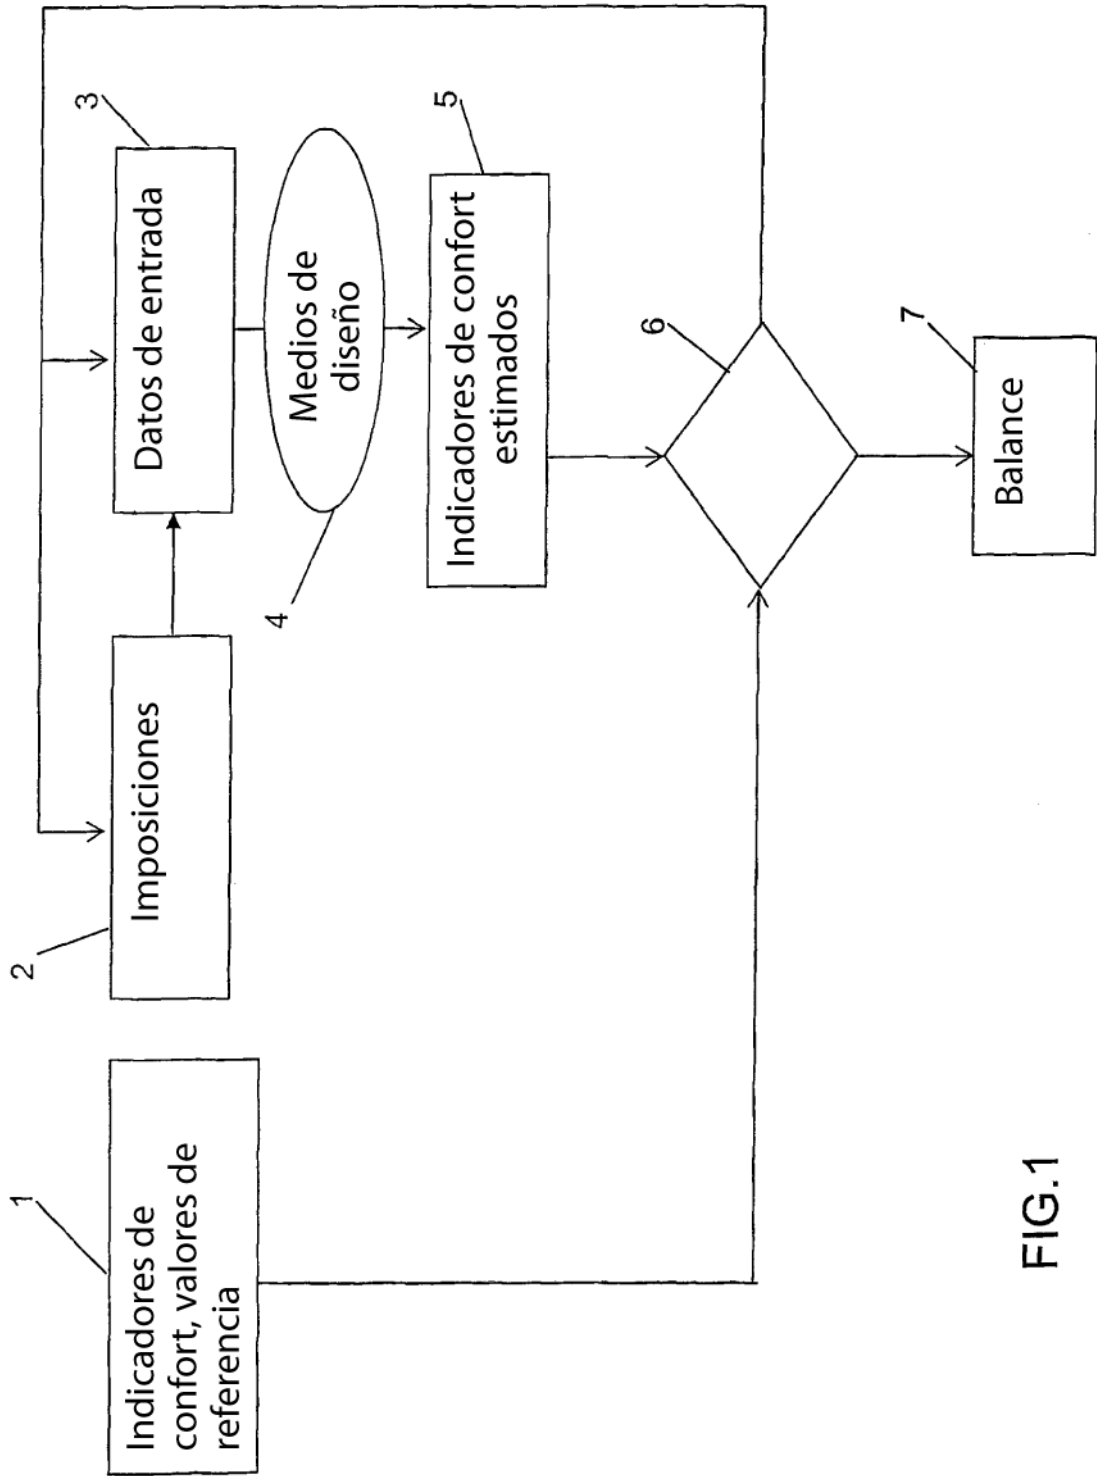 1
Indicadores de
confort, valores de
referencia
2
Imposiciones
3
Datos de entrada
4
Medios de
diseño
5
Indicadores de confort
estimados
6
7
Balance
FIG.1